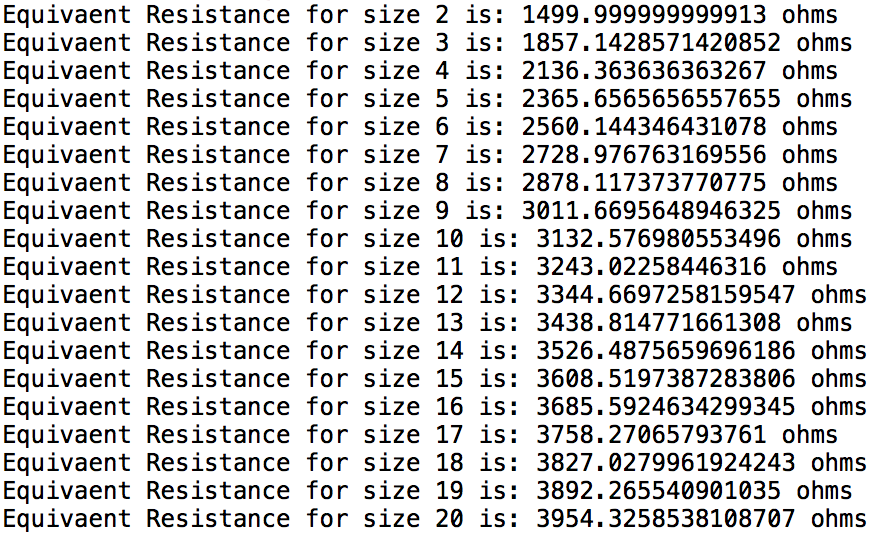 Equivaent Resistance for size 2 is: 1499.999999999913 ohms
Equivaent Resistance for size 3 is: 1857.1428571420852 ohms
Equivaent Resistance for size 4 is: 2136.363636363267 ohms
Equivaent Resistance for size 5 is: 2365.6565656557655 ohms
Equivaent Resistance for size 6 is: 2560.144346431078 ohms
Equivaent Resistance for size 7 is: 2728.976763169556 ohms
Equivaent Resistance for size 8 is: 2878.117373770775 ohms
Equivaent Resistance for size 9 is: 3011.6695648946325 ohms
Equivaent Resistance for size 10 is: 3132.576980553496 ohms
Equivaent Resistance for size 11 is: 3243.02258446316 ohms
Equivaent Resistance for size 12 is: 3344.6697258159547 ohms
Equivaent Resistance for size 13 is: 3438.814771661308 ohms
Equivaent Resistance for size 14 is: 3526.4875659696186 ohms
Equivaent Resistance for size 15 is: 3608.5197387283806 ohms
Equivaent Resistance for size 16 is: 3685.5924634299345 ohms
Equivaent Resistance for size 17 is: 3758.27065793761 ohms
Equivaent Resistance for size 18 is: 3827.0279961924243 ohms
Equivaent Resistance for size 19 is: 3892.265540901035 ohms
Equivaent Resistance for size 20 is: 3954.3258538108707 ohms